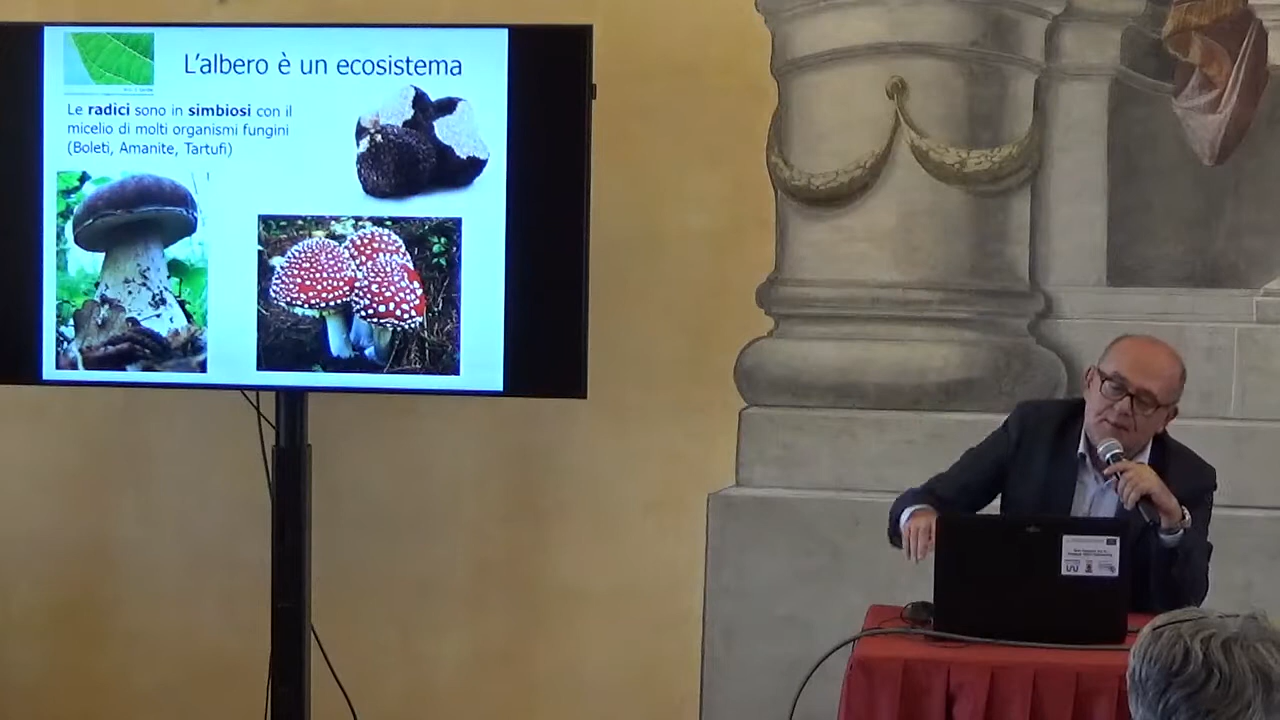 L'albero è un ecosistema
Le radici sono in simbiosi con il
micelio di molti organismi fungini
(Boleti, Amanite, Tartufi)